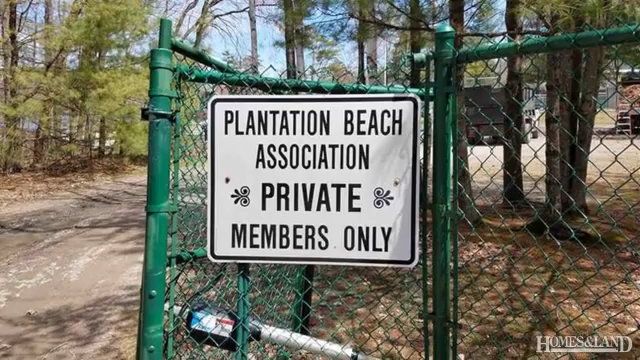 PLANTATION BEACH
ASSOCIATION
PRIVATE
MEMBERS ONLY
HOMES&LAND